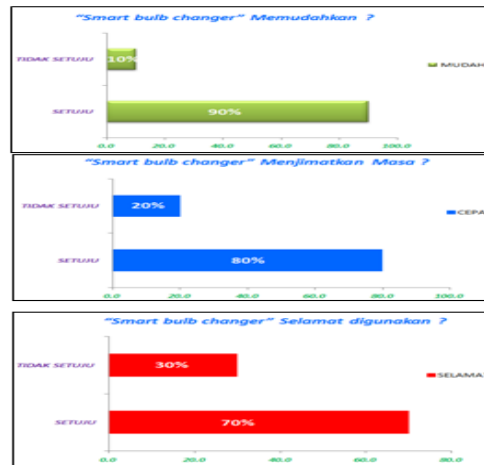 "Smart bulb changer" Memudahkan ?
TIDAK SETUJU
10%
MUDAH
SETUJU
90%
0.0 20.0 40.0 60.0 80.0 100.0
"Smart bulb changer" Menjimatkan Masa ?
TIDAK SETUJU
20%
CEPA
SETUJU
80%
0.0 20.0 40.0 60.0 80.0 100.0
"Smart bulb changer" Selamat digunakan ?
TIDAK SETUJU
30%
SELAMA
SETUJU
70%
0.0 20.0 40.0 60.0 80.0